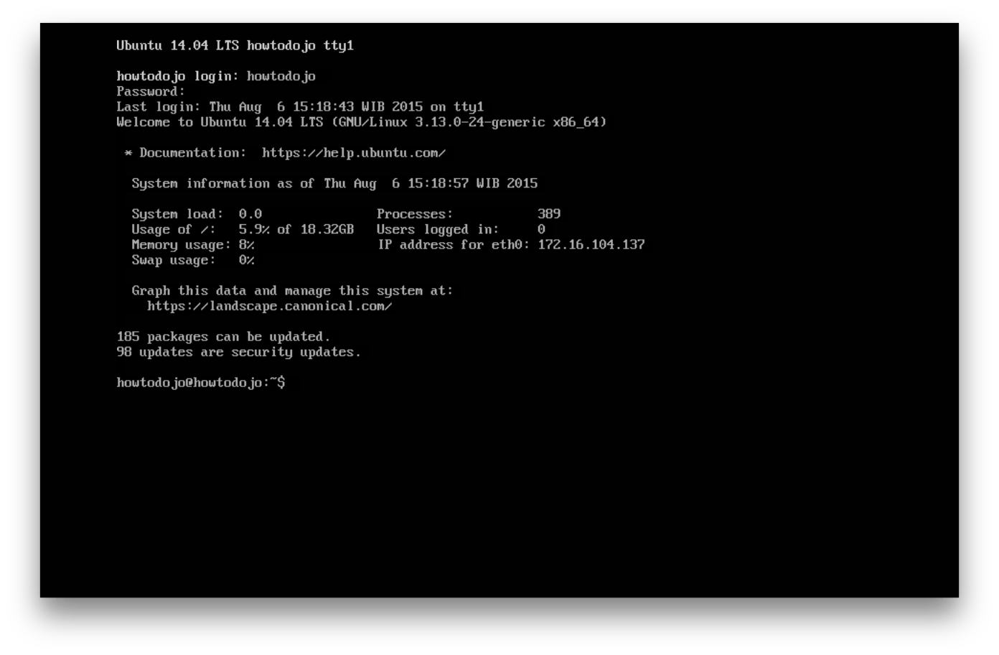 Ubuntu 14.04 LTS howtodojo tty1
howtodojo login: howtodojo
Password:
Last login: Thu Aug  6 15:18:43 WIB 2015 on tty1
Welcome to Ubuntu 14.04 LTS (GNU/Linux 3.13.0-24-generic x86_64)
* Documentation:  https://help.ubuntu.com/
System information as of Thu Aug  6 15:18:57 WIB 2015
System load:  0.0               Processes:           389
Usage of /:   5.9% of 18.32GB   Users logged in:     0
Memory usage: 8%                IP address for eth0: 172.16.104.137
Swap usage:   0%
Graph this data and manage this system at:
https://landscape.canonical.com/
185 packages can be updated.
98 updates are security updates.
howtodojo@howtodojo:~$